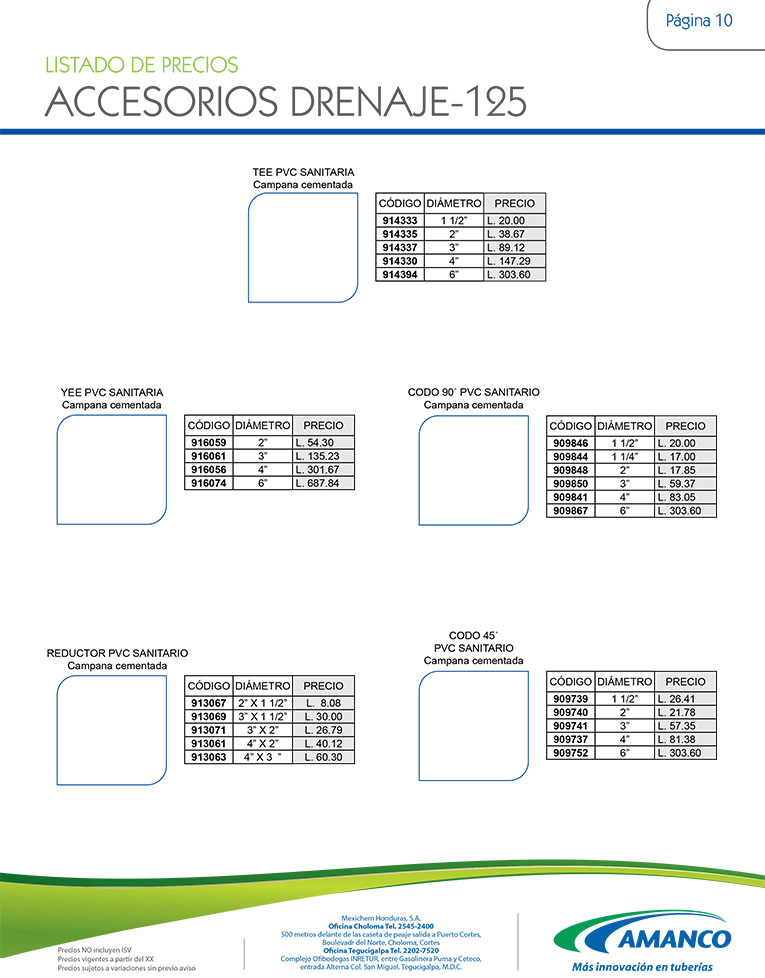 Página 10
LISTADO DE PRECIOS
ACCESORIOS DRENAJE-125
TEE PVC SANITARIA
Campana cementada
CÓDIGO DIÁMETRO PRECIO
914333 1 1/2" L. 20.00
914335 2" L. 38.67
914337 3" L. 89.12
914330 4" L. 147.29
914394 6" L. 303.60
YEE PVC SANITARIA
Campana cementada
CÓDIGO DIÁMETRO PRECIO
916059 2" L. 54.30
916061 3" L. 135.23
916056 4" L. 301.67
916074 6" L. 687.84
CODO 90° PVC SANITARIO
Campana cementada
CÓDIGO DIÁMETRO PRECIO
909846 1 1/2" L. 20.00
909844 1 1/4" L. 17.00
909848 2" L. 17.85
909850 3" L. 59.37
909841 4" L. 83.05
909867 6" L. 303.60
REDUCTOR PVC SANITARIO
Campana cementada
CÓDIGO DIÁMETRO PRECIO
913067 2" X 1 1/2" L. 8.08
913069 3" X 1 1/2" L. 30.00
913071 3" X 2" L. 26.79
913061 4" X 2" L. 40.12
913063 4" X 3 " L. 60.30
CODO 45°
PVC SANITARIO
Campana cementada
CÓDIGO DIÁMETRO PRECIO
909739 1 1/2" L. 26.41
909740 2" L. 21.78
909741 3" L. 57.35
909737 4" L. 81.38
909752 6" L. 303.60
Precios NO incluyen ISV
Precios vigentes a partir del XX
Precios sujetos a variaciones sin previo aviso
Mexichem Honduras, S.A.
Oficina Choloma Tel. 2545-2400
500 metros delante de las caseta de peaje salida a Puerto Cortes,
Boulevadr del Norte, Choloma, Cortes
Oficina Tegucigalpa Tel. 2202-7520
Complejo Ofibodegas INRETUR, entre Gasolinera Puma y Ceteco,
entrada Alterna Col. San Miguel. Tegucigalpa, M.D.C.
AMANCO
Más innovación en tuberías